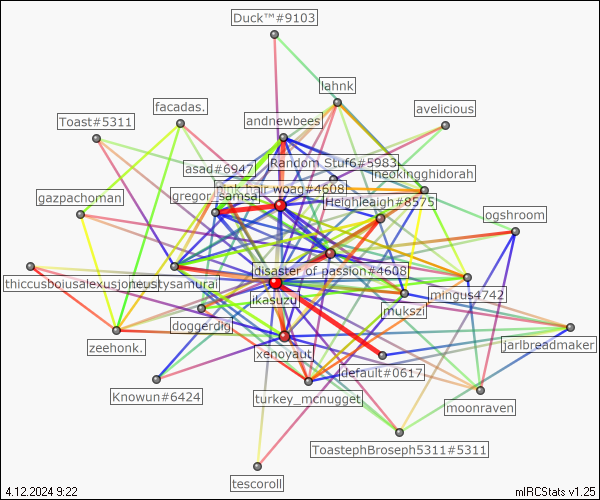 Duck™#9103
lahnk
facadas.
avelicious
Toast#5311
andnewbees
Random Stuf6#5983
asad#6947
neokingghidorah
pink hair woag#4608
gregor_samsa
gazpachoman
Heighleaigh#8575
ogshroom
disaster of passion#4608
thiccusboiusalexusjoneustysamurai
ikasuzu
mingus4742
mukszi
doggerdig
zeehonk.
xenoyaut
jarlbreadmaker
default#0617
Knowun#6424
turkey_mcnugget
moonraven
ToastephBroseph5311#5311
tescoroll
4.12.2024 9:22
mIRCStats v1.25